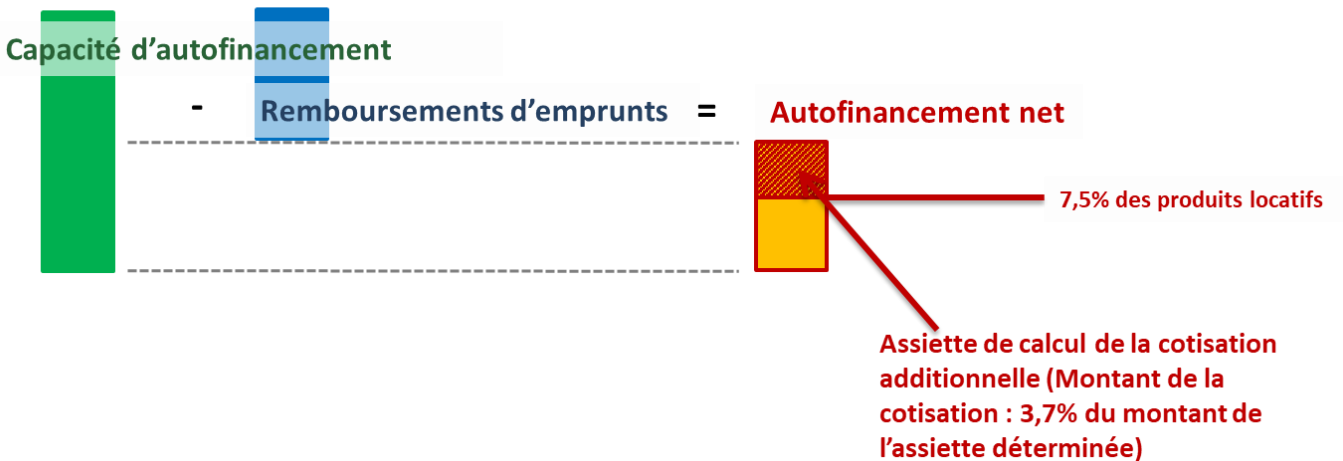 Capacité d’autofinancement
- Remboursements d’emprunts = Autofinancement net
7,5% des produits locatifs
Assiette de calcul de la cotisation
additionnelle (Montant de la
cotisation : 3,7% du montant de
l’assiette déterminée)